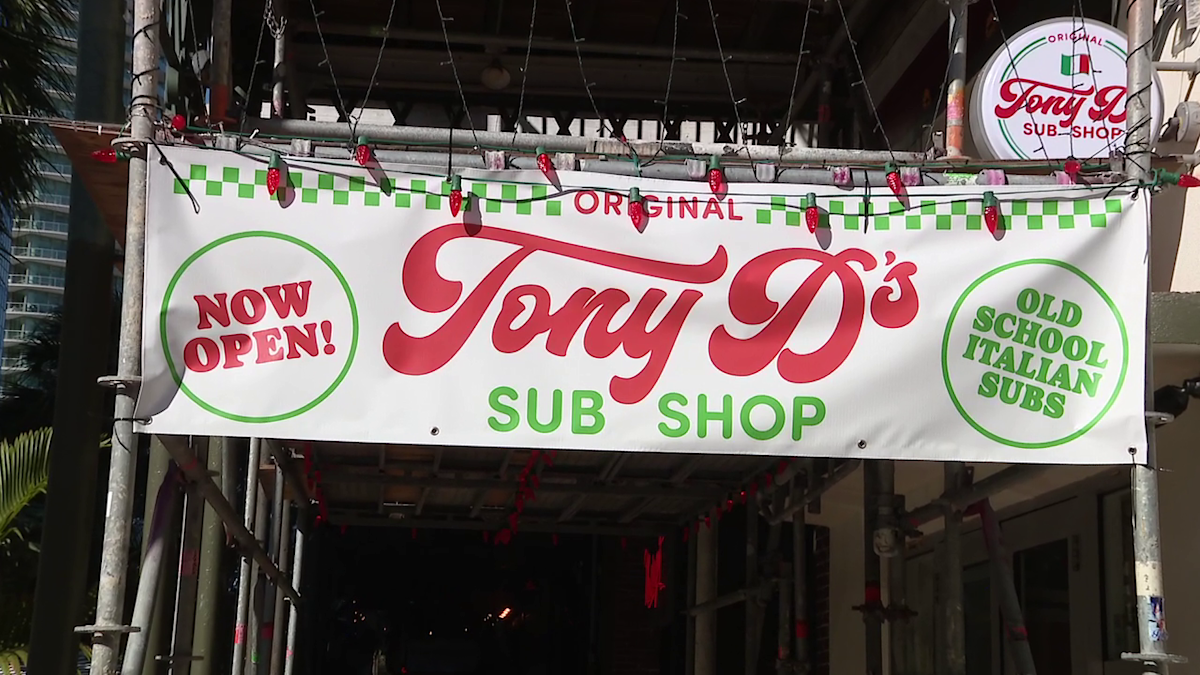 ORIGINAL
Tony D's
SUB SHOP
NOW
OPEN!
OLD
SCHOOL
ITALIAN
SUBS
ORIGINAL
Tony D
SUB SHOP